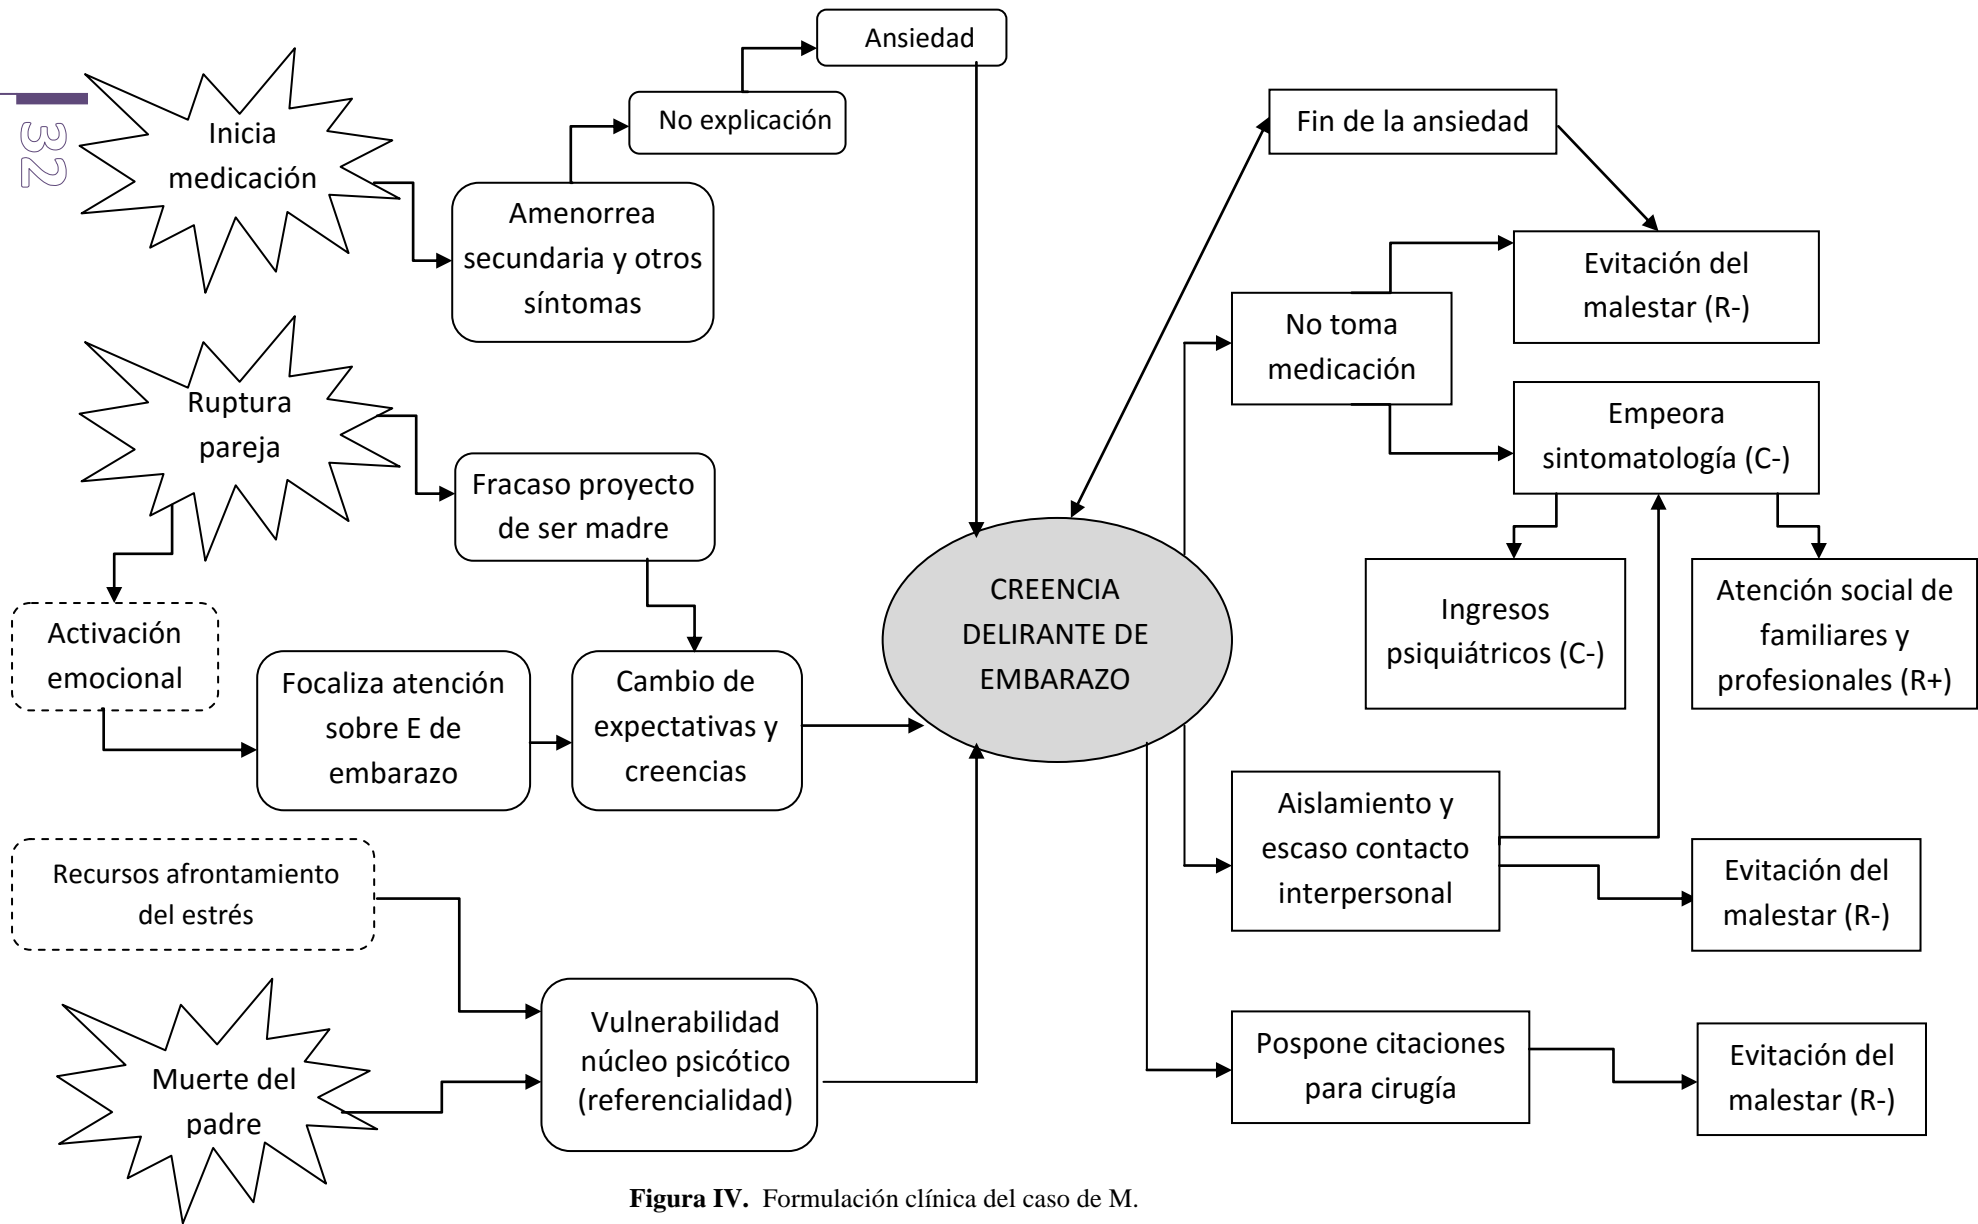 32
Ansiedad
No explicación
Inicia
medicación
Amenorrea
secundaria y otros
síntomas
Ruptura
pareja
Fracaso proyecto
de ser madre
Activación
emocional
Focaliza atención
sobre E de
embarazo
Cambio de
expectativas y
creencias
Recursos afrontamiento
del estrés
Muerte del
padre
Vulnerabilidad
núcleo psicótico
(referencialidad)
CREENCIA
DELIRANTE DE
EMBARAZO
Fin de la ansiedad
Evitación del
malestar (R-)
No toma
medicación
Empeora
sintomatología (C-)
Ingresos
psiquiátricos (C-)
Atención social de
familiares y
profesionales (R+)
Aislamiento y
escaso contacto
interpersonal
Evitación del
malestar (R-)
Pospone citaciones
para cirugía
Evitación del
malestar (R-)
Figura IV. Formulación clínica del caso de M.